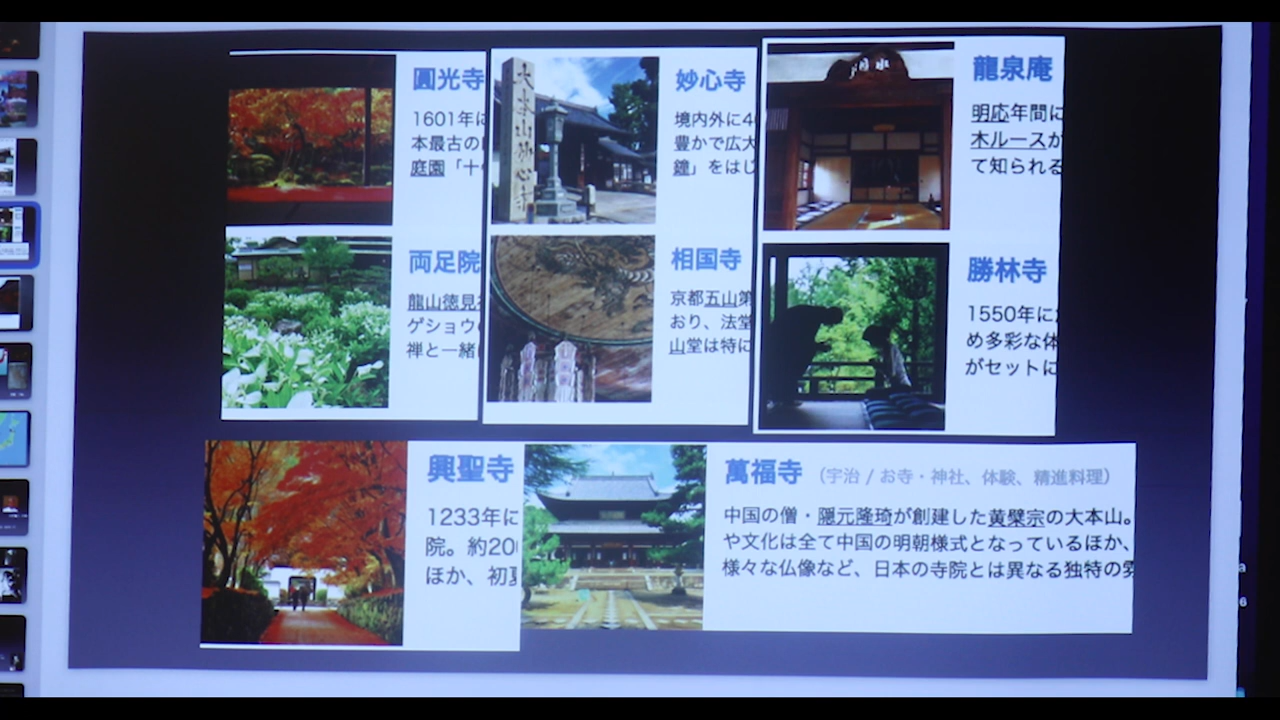 圓光寺
1601年に
本最古の
庭園「十
妙心寺
境内外に4
豊かで広大
鐘」をはじ
大本山妙心寺
龍泉庵
明応年間に
木ルースか
て知られる
両足院
龍山徳見
ゲショウ
禅と一緒
相国寺
京都五山第
おり、法堂
山堂は特に
勝林寺
1550年に
め多彩な体
がセットに
興聖寺
1233年に
院。約20
ほか、初夏
萬福寺（宇治 / お寺・神社、体験、精進料理）
中国の僧・隠元隆琦が創建した黄檗宗の大本山。
や文化は全て中国の明朝様式となっているほか、
様々な仏像など、日本の寺院とは異なる独特の雰